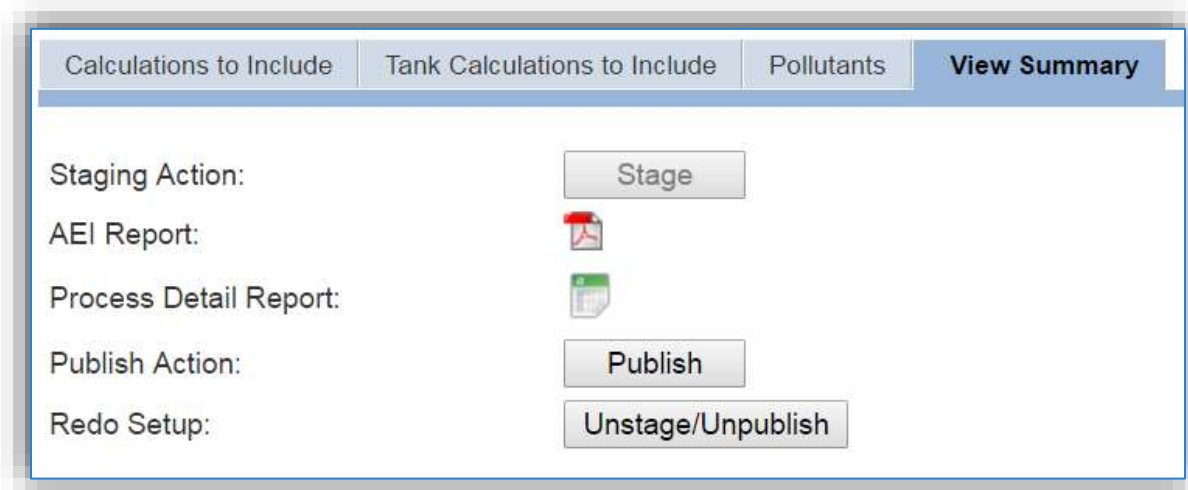 Calculations to Include Tank Calculations to Include Pollutants View Summary
Staging Action: Stage
AEI Report:
Process Detail Report:
Publish Action: Publish
Redo Setup: Unstage/Unpublish